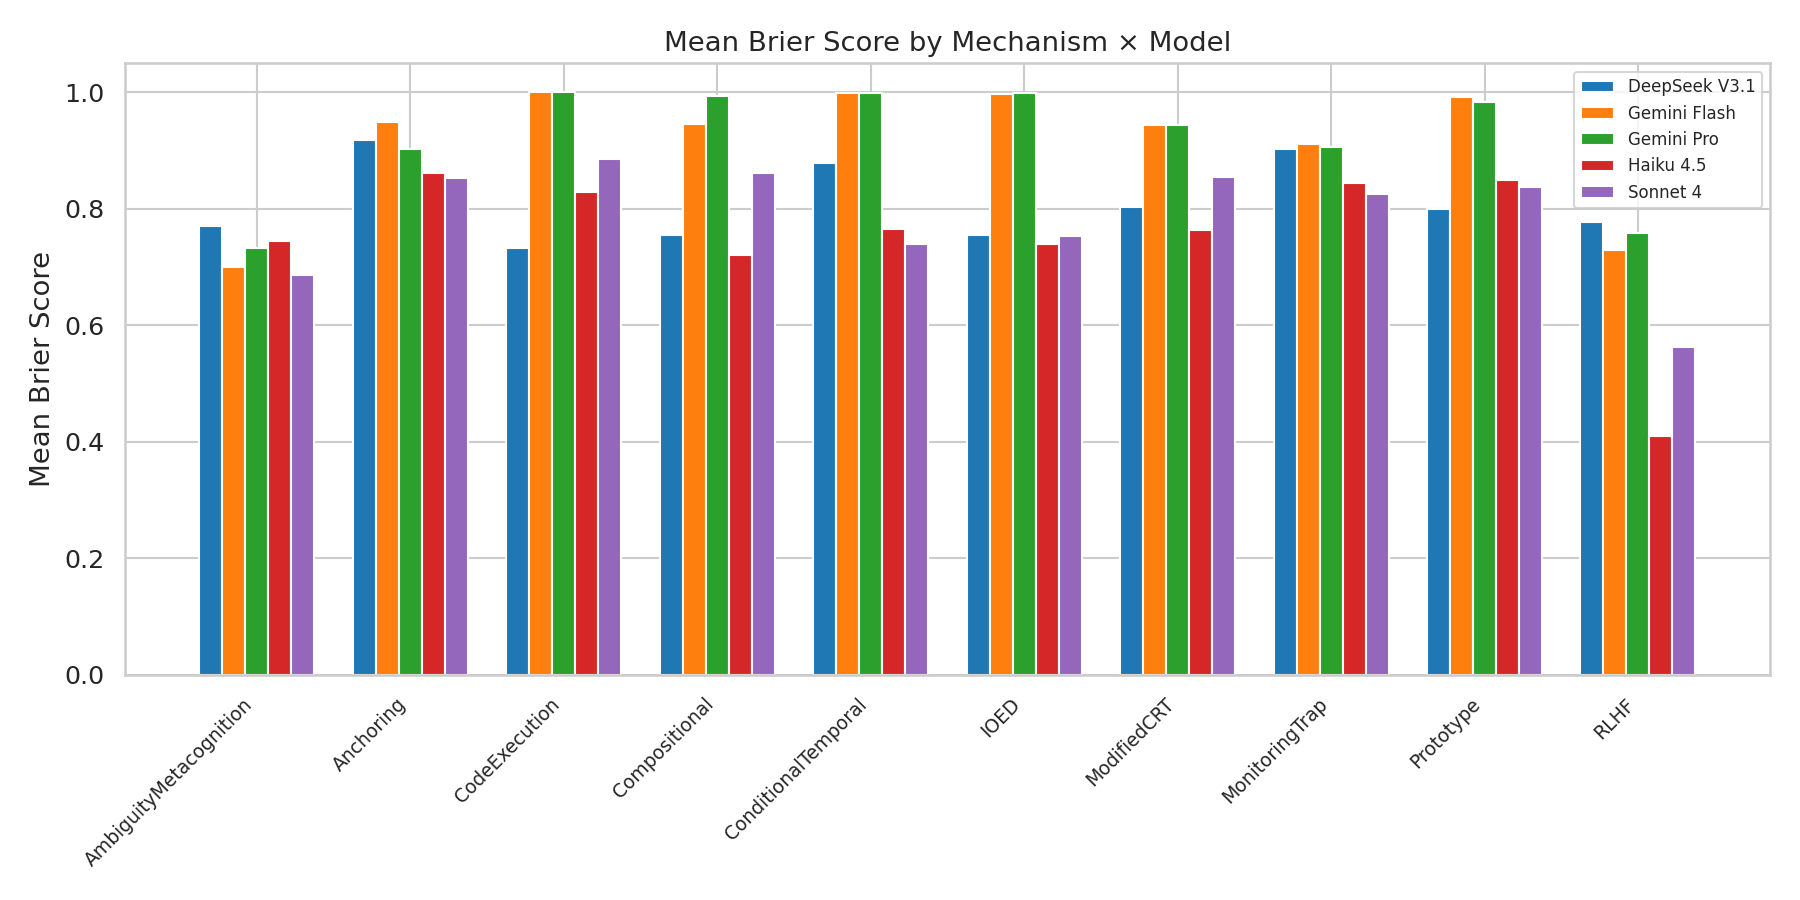 Mean Brier Score by Mechanism × Model
DeepSeek V3.1
Gemini Flash
Gemini Pro
Haiku 4.5
Sonnet 4
Mean Brier Score
1.0
0.8
0.6
0.4
0.2
0.0
AmbiguityMetacognition
Anchoring
CodeExecution
Compositional
ConditionalTemporal
IOED
ModifiedCRT
MonitoringTrap
Prototype
RLHF